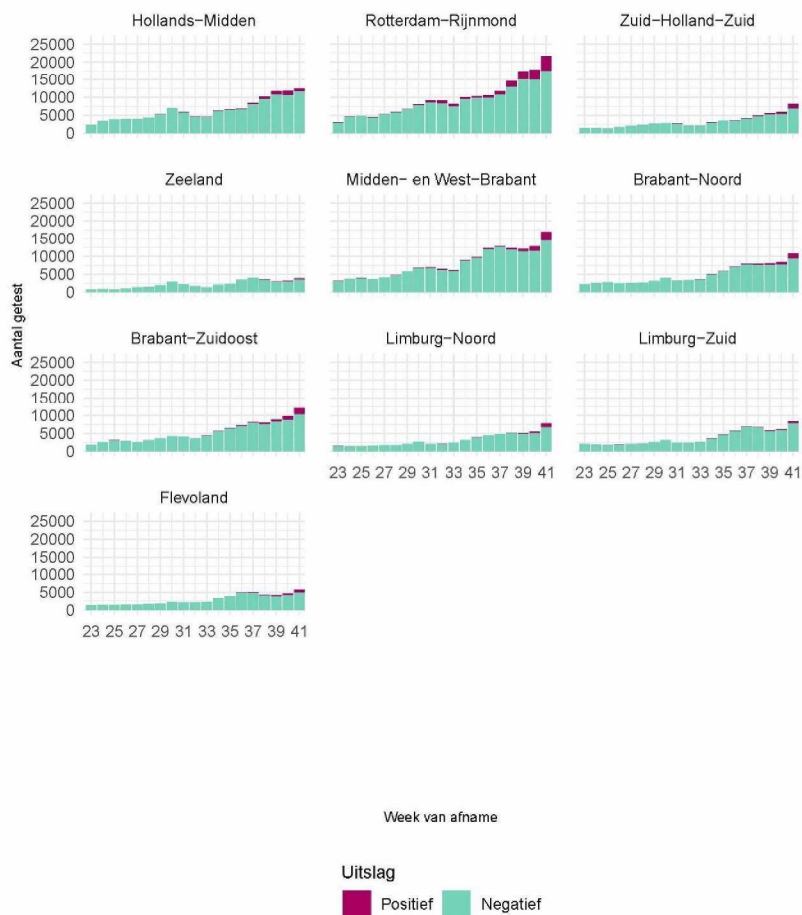 Hollands-Midden
Rotterdam-Rijnmond
Zuid-Holland-Zuid
25000
20000
15000
10000
5000
0
Zeeland
Midden- en West-Brabant
Brabant-Noord
25000
20000
15000
10000
5000
0
Aantal getest
Brabant-Zuidoost
Limburg-Noord
Limburg-Zuid
25000
20000
15000
10000
5000
0
23 25 27 29 31 33 35 37 39 41
23 25 27 29 31 33 35 37 39 41
Flevoland
25000
20000
15000
10000
5000
0
23 25 27 29 31 33 35 37 39 41
Week van afname
Uitslag
Positief
Negatief